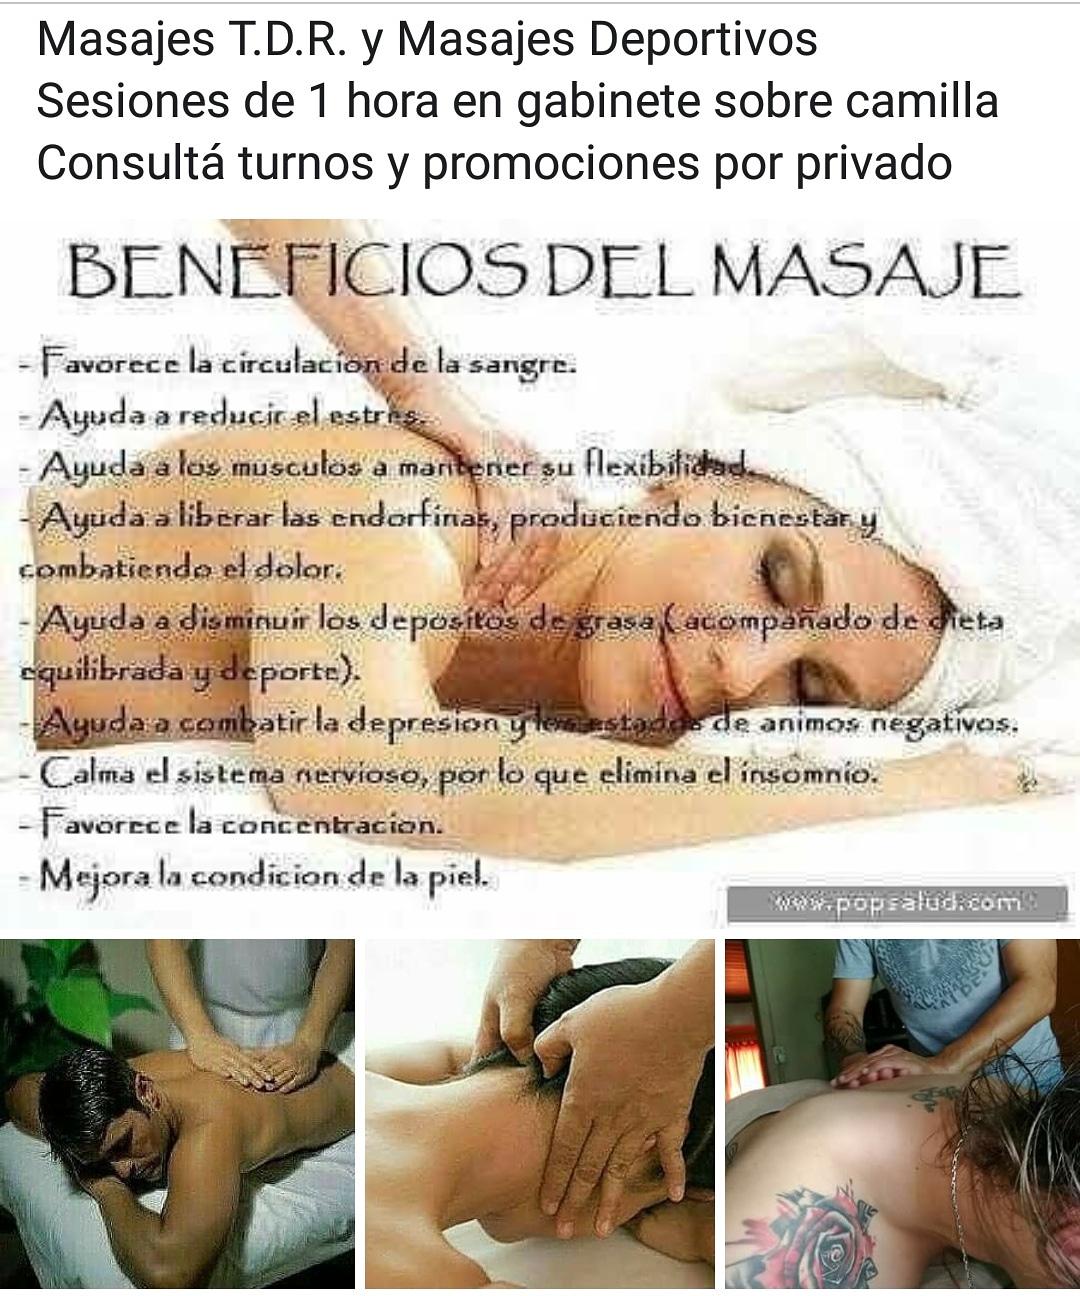 Masajes T.D.R. y Masajes Deportivos
Sesiones de 1 hora en gabinete sobre camilla
Consultá turnos y promociones por privado
BENEFICIOS DEL MASAJE
- Favorece la circulación de la sangre.
- Ayuda a reducir el estres.
- Ayuda a los musculos a mantener su flexibilidad.
- Ayuda a liberar las endorfinas, produciendo bienestar y
combatiendo el dolor.
- Ayuda a disminuir los depositos de grasa ( acompañado de dieta
equilibrada y deporte).
- Ayuda a combatir la depresion y los estados de animos negativos.
- Calma el sistema nervioso, por lo que elimina el insomnio.
- Favorece la concentracion.
- Mejora la condicion de la piel.
www.popsalud.com